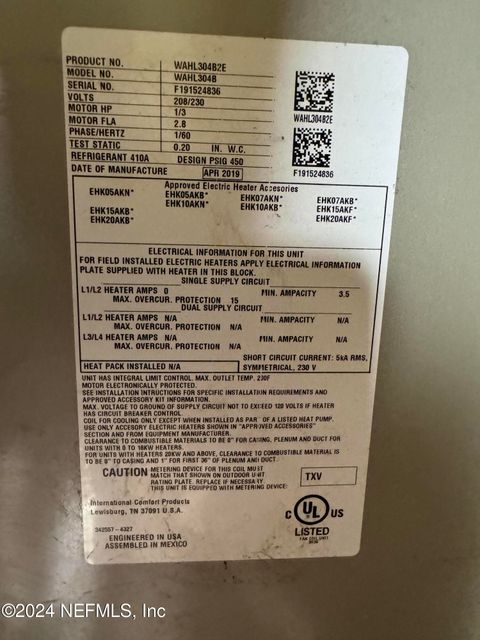 PRODUCT NO. WAHL304B2E
MODEL NO. WAHL304B
SERIAL NO. F191524836
VOLTS 208/230
MOTOR HP 1/3
MOTOR FLA 2.8
PHASE/HERTZ 1/60
TEST STATIC 0.20 IN. W.C.
REFRIGERANT 410A DESIGN PSIG 450
DATE OF MANUFACTURE APR 2019
WAHL304B2E
F191524836
Approved Electric Heater Accesories
EHK05AKN* EHK05AKB* EHK07AKN* EHK07AKB*
EHK10AKN* EHK10AKB* EHK15AKF*
EHK15AKB* EHK20AKF*
EHK20AKB*
ELECTRICAL INFORMATION FOR THIS UNIT
FOR FIELD INSTALLED ELECTRIC HEATERS APPLY ELECTRICAL INFORMATION
PLATE SUPPLIED WITH HEATER IN THIS BLOCK.
SINGLE SUPPLY CIRCUIT
L1/L2 HEATER AMPS 0 MIN. AMPACITY 3.5
MAX. OVERCUR. PROTECTION 15
DUAL SUPPLY CIRCUIT
L1/L2 HEATER AMPS N/A MIN. AMPACITY N/A
MAX. OVERCUR. PROTECTION N/A
L3/L4 HEATER AMPS N/A MIN. AMPACITY N/A
MAX. OVERCUR. PROTECTION N/A
SHORT CIRCUIT CURRENT: 5kA RMS,
HEAT PACK INSTALLED N/A SYMMETRICAL, 230 V
UNIT HAS INTEGRAL LIMIT CONTROL. MAX. OUTLET TEMP. 230F
MOTOR ELECTRONICALLY PROTECTED.
SEE INSTALLATION INTRUCTIONS FOR SPECIFIC INSTALLATION REQUIREMENTS AND
APPROVED ACCESSORY KIT INFORMATION.
MAX. VOLTAGE TO GROUND OF SUPPLY CIRCUIT NOT TO EXCEED 120 VOLTS IF HEATER
HAS CIRCUIT BREAKER CONTROL.
COIL FOR COOLING ONLY EXCEPT WHEN INSTALLED AS PART OF A LISTED HEAT PUMP.
USE ONLY ACCESORY ELECTRIC HEATERS SHOWN IN "APPROVED ACCESSORIES"
SECTION AND FROM EQUIPMENT MANUFACTURER.
CLEARANCE TO COMBUSTIBLE MATERIALS TO BE 0" FOR CASING, PLENUM AND DUCT FOR
UNITS WITH 0 TO 18KW HEATERS.
FOR UNITS WITH HEATERS 20KW AND ABOVE, CLEARANCE TO COMBUSTIBLE MATERIAL IS
TO BE 0" CASING AND 1" FOR FIRST 36" OF PLENUM AND DUCT.
CAUTION METERING DEVICE FOR THIS COIL MUST
MATCH THAT SHOWN ON OUTDOOR UNIT
RATING PLATE. REPLACE IF NECESSARY
THIS UNIT IS EQUIPPED WITH METERING DEVICE:
TXV
International Comfort Products
Lewisburg, TN 37091 U.S.A.
342557-4327
ENGINEERED IN USA
ASSEMBLED IN MEXICO
C UL US
LISTED
FAN COIL UNIT
©2024 NEFMLS, Inc